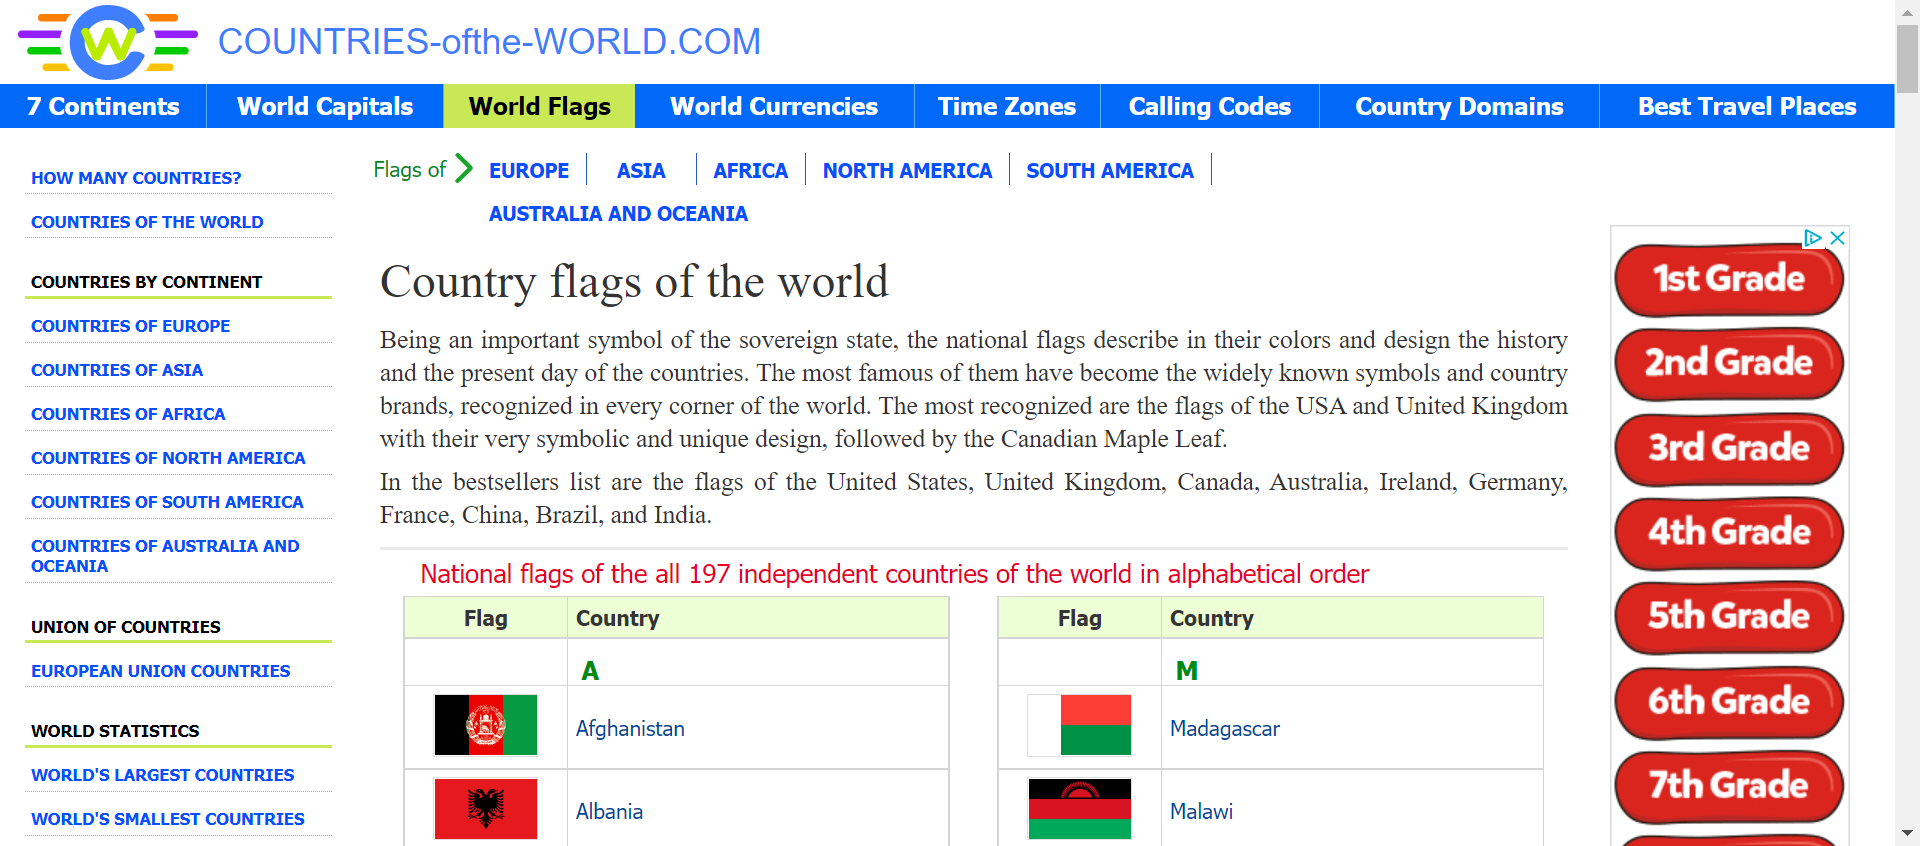 COUNTRIES-ofthe-WORLD.COM
7 Continents
World Capitals
World Flags
World Currencies
Time Zones
Calling Codes
Country Domains
Best Travel Places
HOW MANY COUNTRIES?
COUNTRIES OF THE WORLD
COUNTRIES BY CONTINENT
COUNTRIES OF EUROPE
COUNTRIES OF ASIA
COUNTRIES OF AFRICA
COUNTRIES OF NORTH AMERICA
COUNTRIES OF SOUTH AMERICA
COUNTRIES OF AUSTRALIA AND
OCEANIA
UNION OF COUNTRIES
EUROPEAN UNION COUNTRIES
WORLD STATISTICS
WORLD'S LARGEST COUNTRIES
WORLD'S SMALLEST COUNTRIES
Flags of
EUROPE
ASIA
AFRICA
NORTH AMERICA
SOUTH AMERICA
AUSTRALIA AND OCEANIA
Country flags of the world
Being an important symbol of the sovereign state, the national flags describe in their colors and design the history
and the present day of the countries. The most famous of them have become the widely known symbols and country
brands, recognized in every corner of the world. The most recognized are the flags of the USA and United Kingdom
with their very symbolic and unique design, followed by the Canadian Maple Leaf.
In the bestsellers list are the flags of the United States, United Kingdom, Canada, Australia, Ireland, Germany,
France, China, Brazil, and India.
National flags of the all 197 independent countries of the world in alphabetical order
Flag Country
A
Afghanistan
Albania
Flag Country
M
Madagascar
Malawi
1st Grade
2nd Grade
3rd Grade
4th Grade
5th Grade
6th Grade
7th Grade